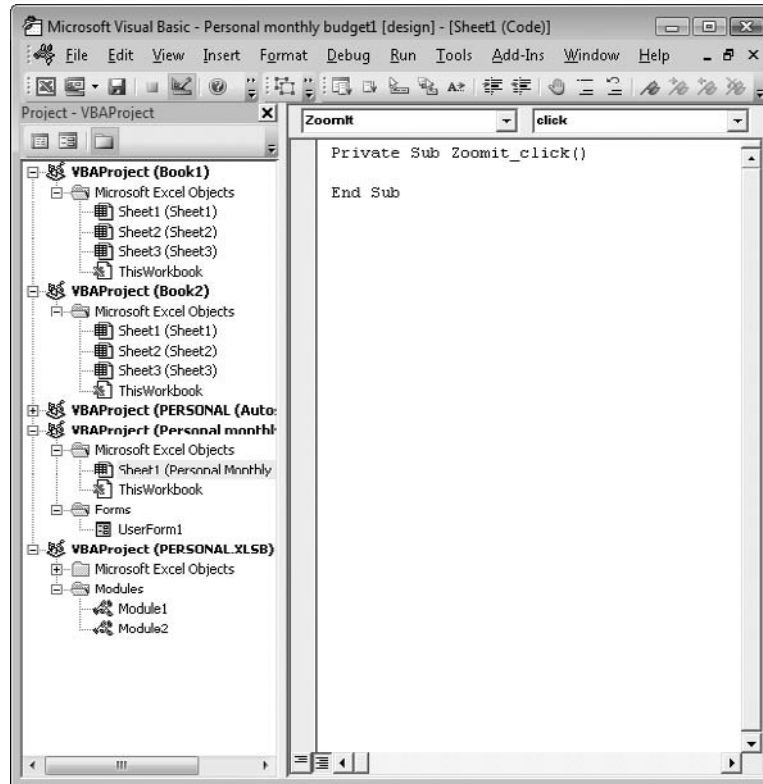 Microsoft Visual Basic - Personal monthly budget1 [design] - [Sheet1 (Code)]
File Edit View Insert Format Debug Run Tools Add-Ins Window Help
Project - VBAProject
VBAProject (Book1)
Microsoft Excel Objects
Sheet1 (Sheet1)
Sheet2 (Sheet2)
Sheet3 (Sheet3)
ThisWorkbook
VBAProject (Book2)
Microsoft Excel Objects
Sheet1 (Sheet1)
Sheet2 (Sheet2)
Sheet3 (Sheet3)
ThisWorkbook
VBAProject (PERSONAL (Auto:
VBAProject (Personal monthl
Microsoft Excel Objects
Sheet1 (Personal Monthly
ThisWorkbook
Forms
UserForm1
VBAProject (PERSONAL.XLSB)
Microsoft Excel Objects
Modules
Module1
Module2
ZoomIt click
Private Sub Zoomit_click()
End Sub